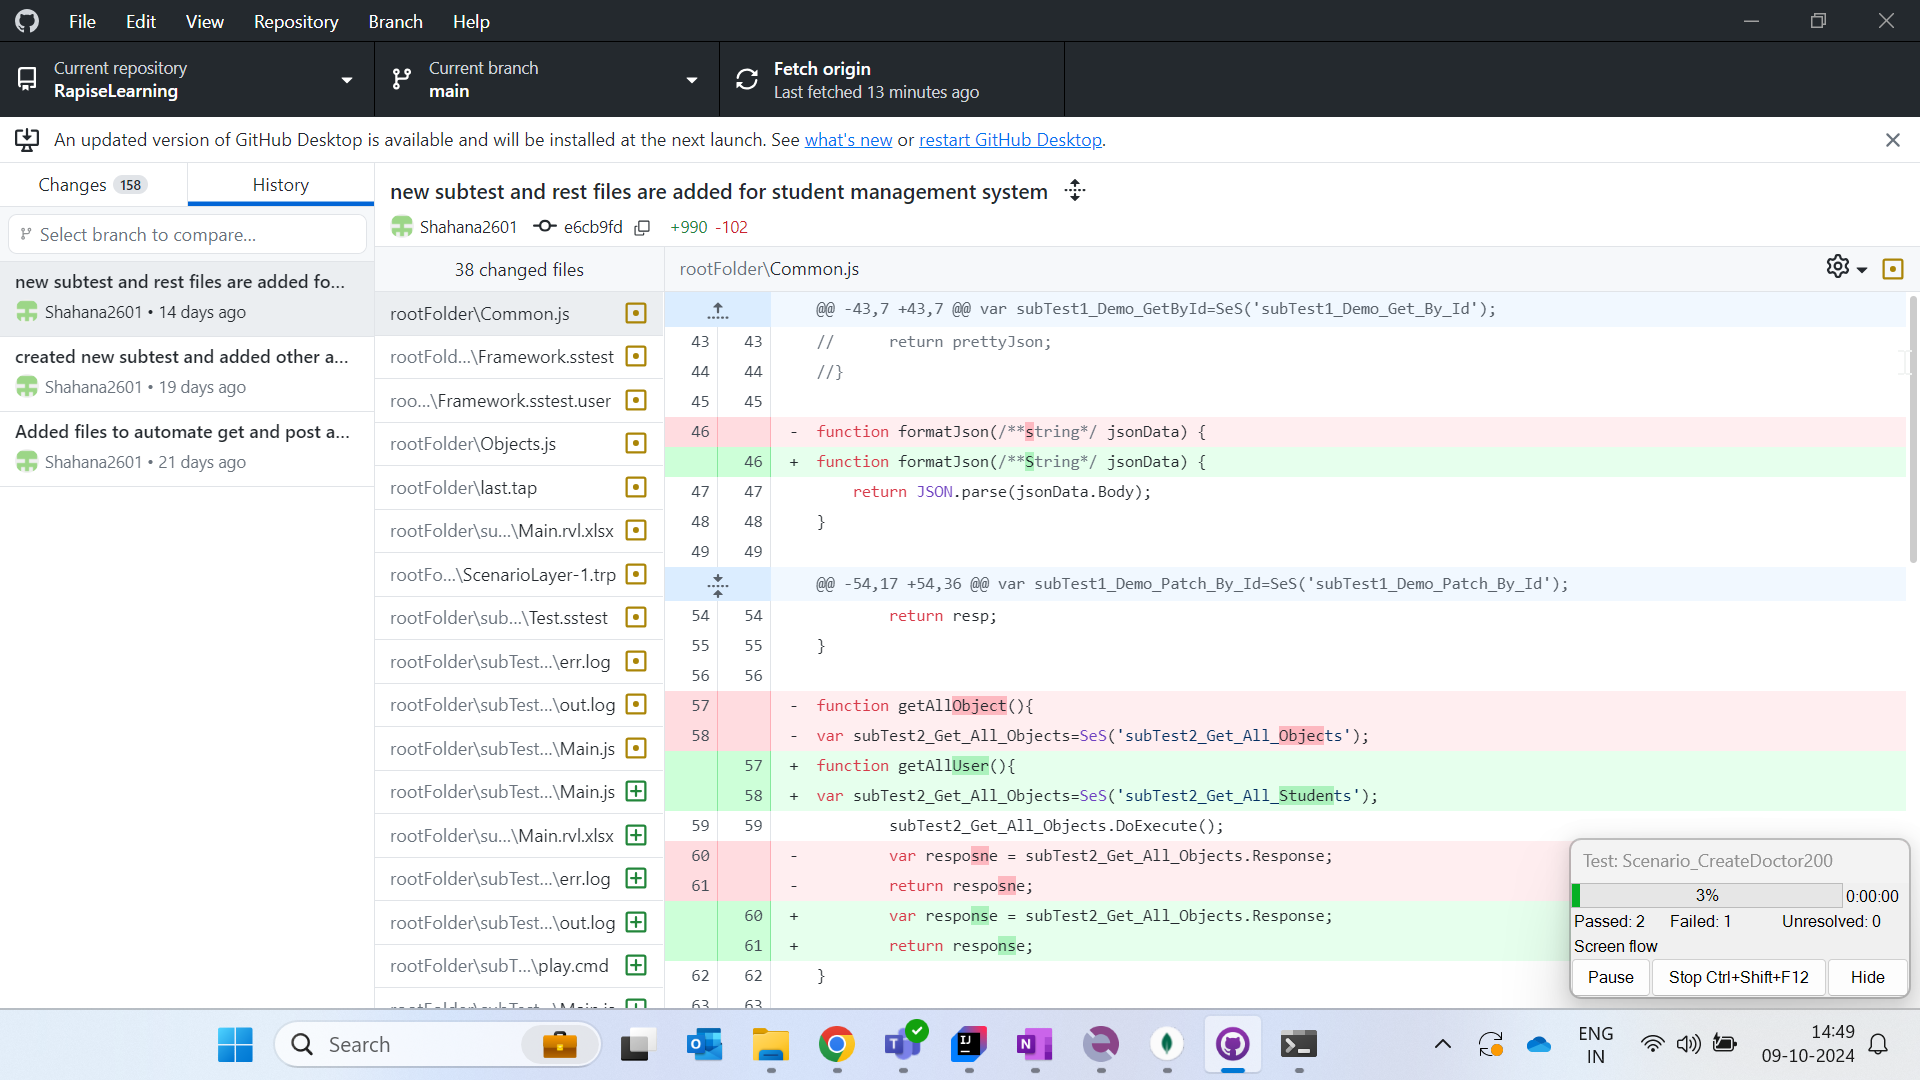 File Edit View Repository Branch Help
Current repository
RapiseLearning
Current branch
main
Fetch origin
Last fetched 13 minutes ago
An updated version of GitHub Desktop is available and will be installed at the next launch. See what's new or restart GitHub Desktop.
Changes 158
History
Select branch to compare...
new subtest and rest files are added fo...
Shahana2601 • 14 days ago
created new subtest and added other a...
Shahana2601 • 19 days ago
Added files to automate get and post a...
Shahana2601 • 21 days ago
new subtest and rest files are added for student management system
Shahana2601 e6cb9fd +990 -102
38 changed files
rootFolder\Common.js
rootFold...\Framework.sstest
roo...\Framework.sstest.user
rootFolder\Objects.js
rootFolder\last.tap
rootFolder\su...\Main.rvl.xlsx
rootFo...\ScenarioLayer-1.trp
rootFolder\sub...\Test.sstest
rootFolder\subTest...\err.log
rootFolder\subTest...\out.log
rootFolder\subTest...\Main.js
rootFolder\subTest...\Main.js
rootFolder\su...\Main.rvl.xlsx
rootFolder\subTest...\err.log
rootFolder\subTest...\out.log
rootFolder\subT...\play.cmd
rootFolder\subTest...\Main.js
rootFolder\Common.js
@@ -43,7 +43,7 @@ var subTest1_Demo_GetById=SeS('subTest1_Demo_Get_By_Id');
43 43 // return prettyJson;
44 44 //}
45 45
46 - function formatJson(/**string*/ jsonData) {
46 + function formatJson(/**String*/ jsonData) {
47 47 return JSON.parse(jsonData.Body);
48 48 }
49 49
@@ -54,17 +54,36 @@ var subTest1_Demo_Patch_By_Id=SeS('subTest1_Demo_Patch_By_Id');
54 54 return resp;
55 55 }
56 56
57 - function getAllObject(){
58 - var subTest2_Get_All_Objects=SeS('subTest2_Get_All_Objects');
57 + function getAllUser(){
58 + var subTest2_Get_All_Objects=SeS('subTest2_Get_All_Students');
59 59 subTest2_Get_All_Objects.DoExecute();
60 - var resposne = subTest2_Get_All_Objects.Response;
61 - return resposne;
60 + var response = subTest2_Get_All_Objects.Response;
61 + return response;
62 62 }
63 63
Test: Scenario_CreateDoctor200
3% 0:00:00
Passed: 2 Failed: 1 Unresolved: 0
Screen flow
Pause Stop Ctrl+Shift+F12 Hide
Search
ENG
IN
14:49
09-10-2024